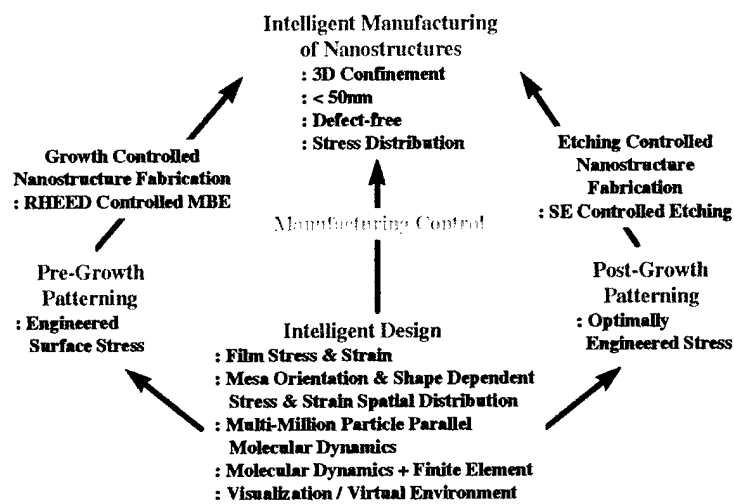 Intelligent Manufacturing
of Nanostructures
: 3D Confinement
: < 50nm
: Defect-free
: Stress Distribution
Growth Controlled
Nanostructure Fabrication
: RHEED Controlled MBE
Etching Controlled
Nanostructure
Fabrication
: SE Controlled Etching
Manufacturing Control
Pre-Growth
Patterning
: Engineered
Surface Stress
Post-Growth
Patterning
: Optimally
Engineered Stress
Intelligent Design
: Film Stress & Strain
: Mesa Orientation & Shape Dependent
Stress & Strain Spatial Distribution
: Multi-Million Particle Parallel
Molecular Dynamics
: Molecular Dynamics + Finite Element
: Visualization / Virtual Environment